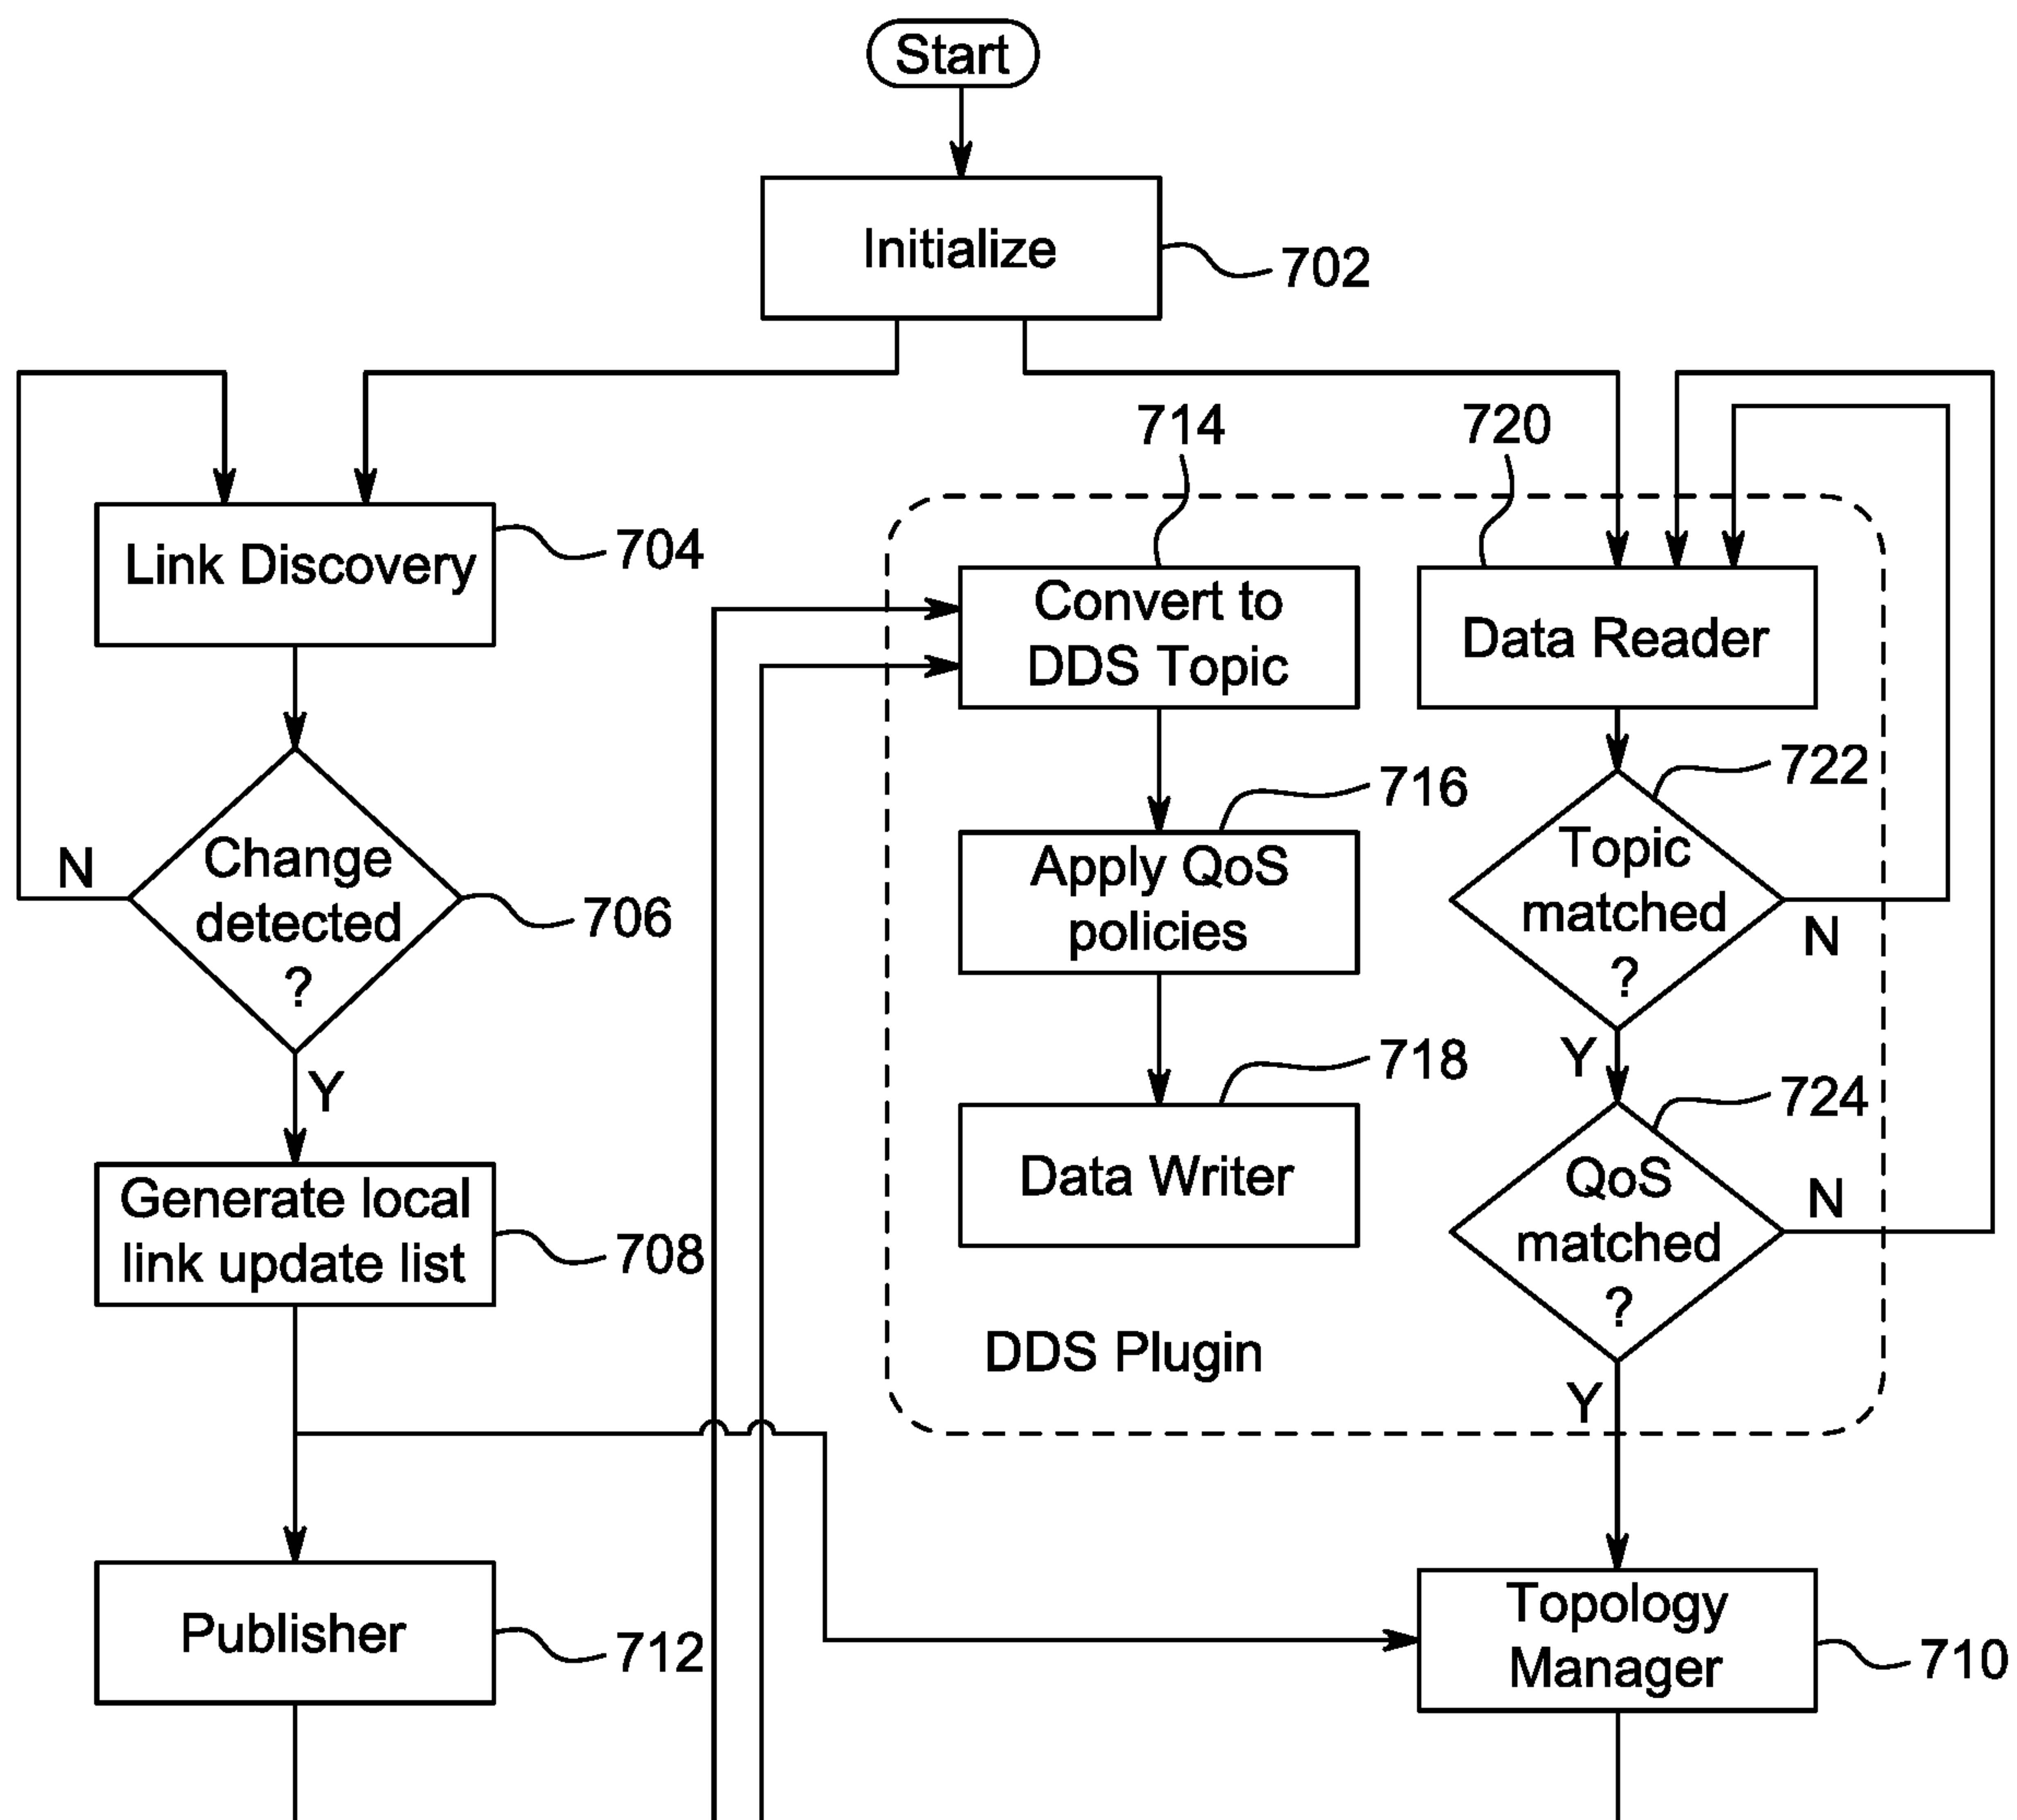 Start
Initialize
702
714
720
Link Discovery
704
Convert to
DDS Topic
Data Reader
722
716
Change
detected
?
N
706
Apply QoS
policies
Topic
matched
?
N
Y
Y
718
724
Generate local
link update list
708
Data Writer
QoS
matched
?
N
DDS Plugin
Y
Publisher
712
Topology
Manager
710